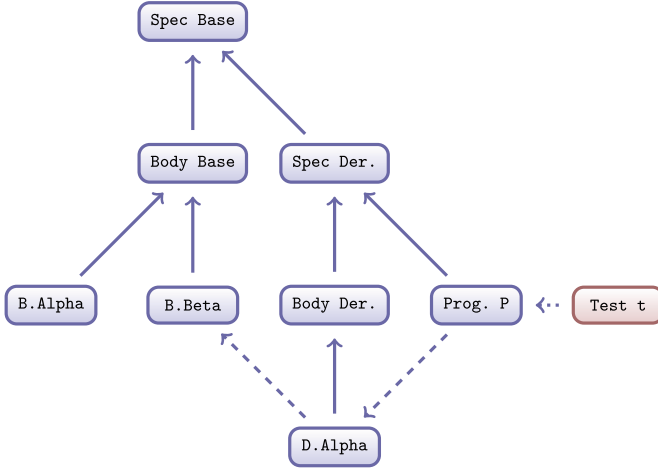 Spec Base
Body Base
Spec Der.
B.Alpha
B.Beta
Body Der.
Prog. P
Test t
D.Alpha